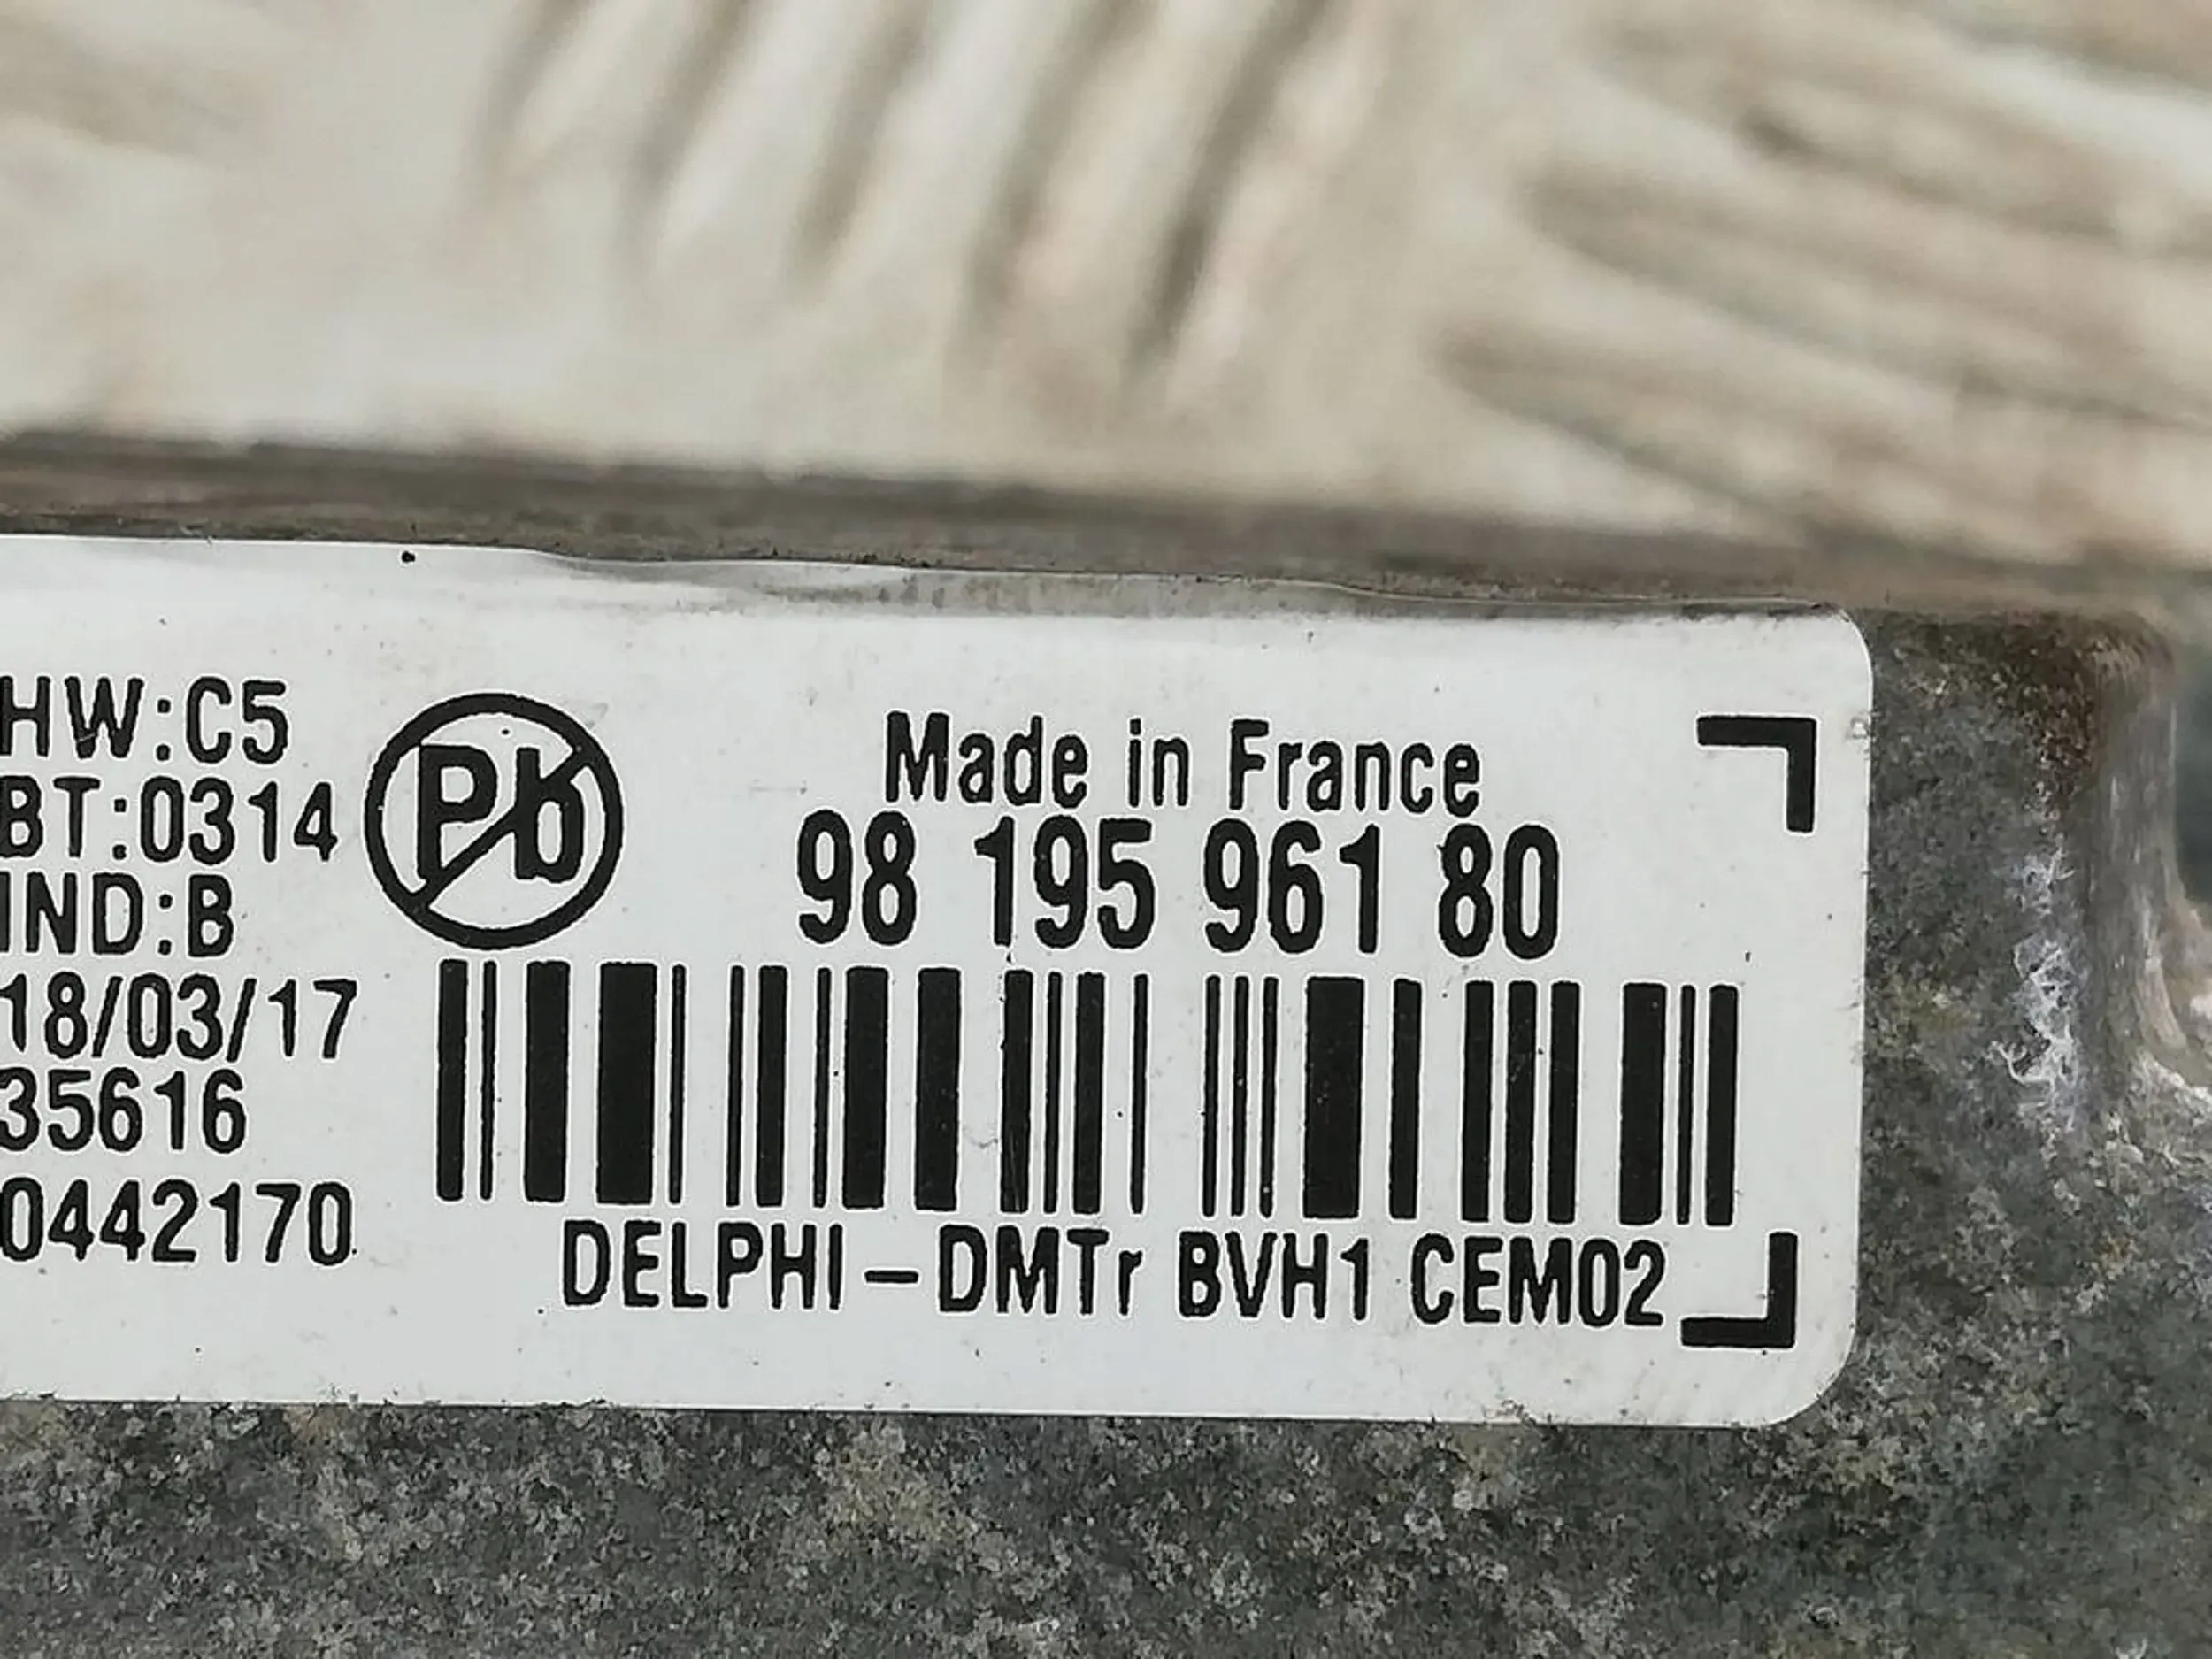 HW:C5
BT:0314
IND:B
18/03/17
35616
0442170
Pb
Made in France
98 195 961 80
DELPHI-DMTr BVH1 CEM02